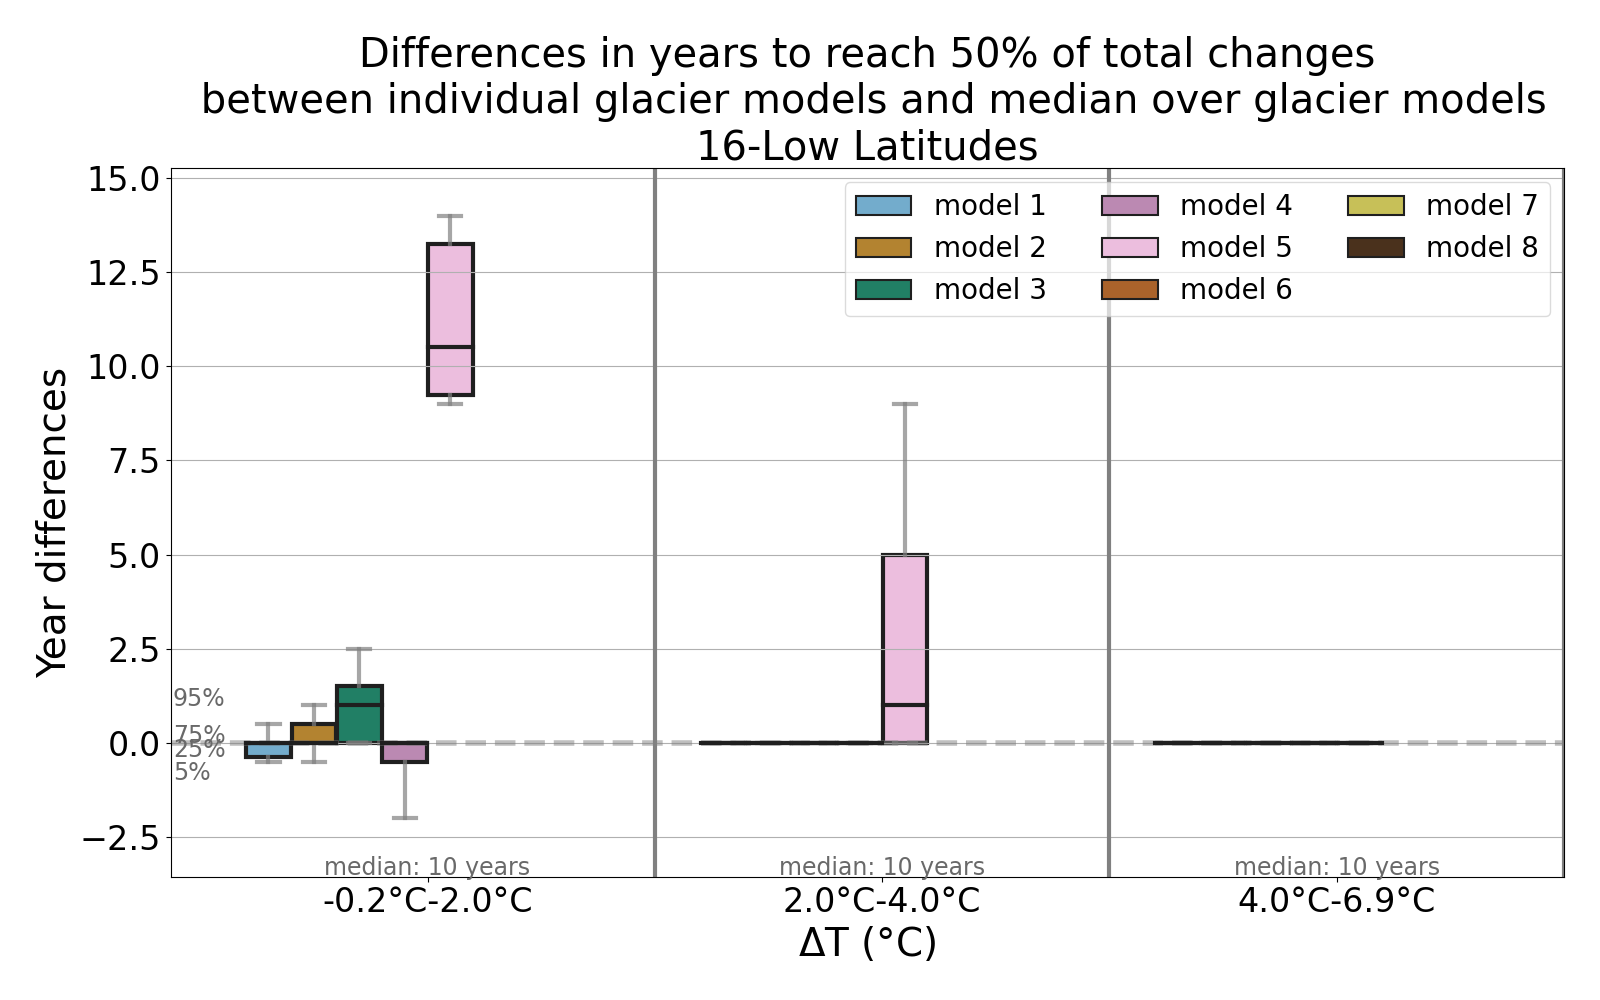 Differences in years to reach 50% of total changes
between individual glacier models and median over glacier models
16-Low Latitudes
15.0
12.5
10.0
7.5
5.0
2.5
0.0
−2.5
Year differences
model 1
model 2
model 3
model 4
model 5
model 6
model 7
model 8
95%
75%
25%
5%
median: 10 years
median: 10 years
median: 10 years
-0.2°C-2.0°C
2.0°C-4.0°C
4.0°C-6.9°C
ΔT (°C)